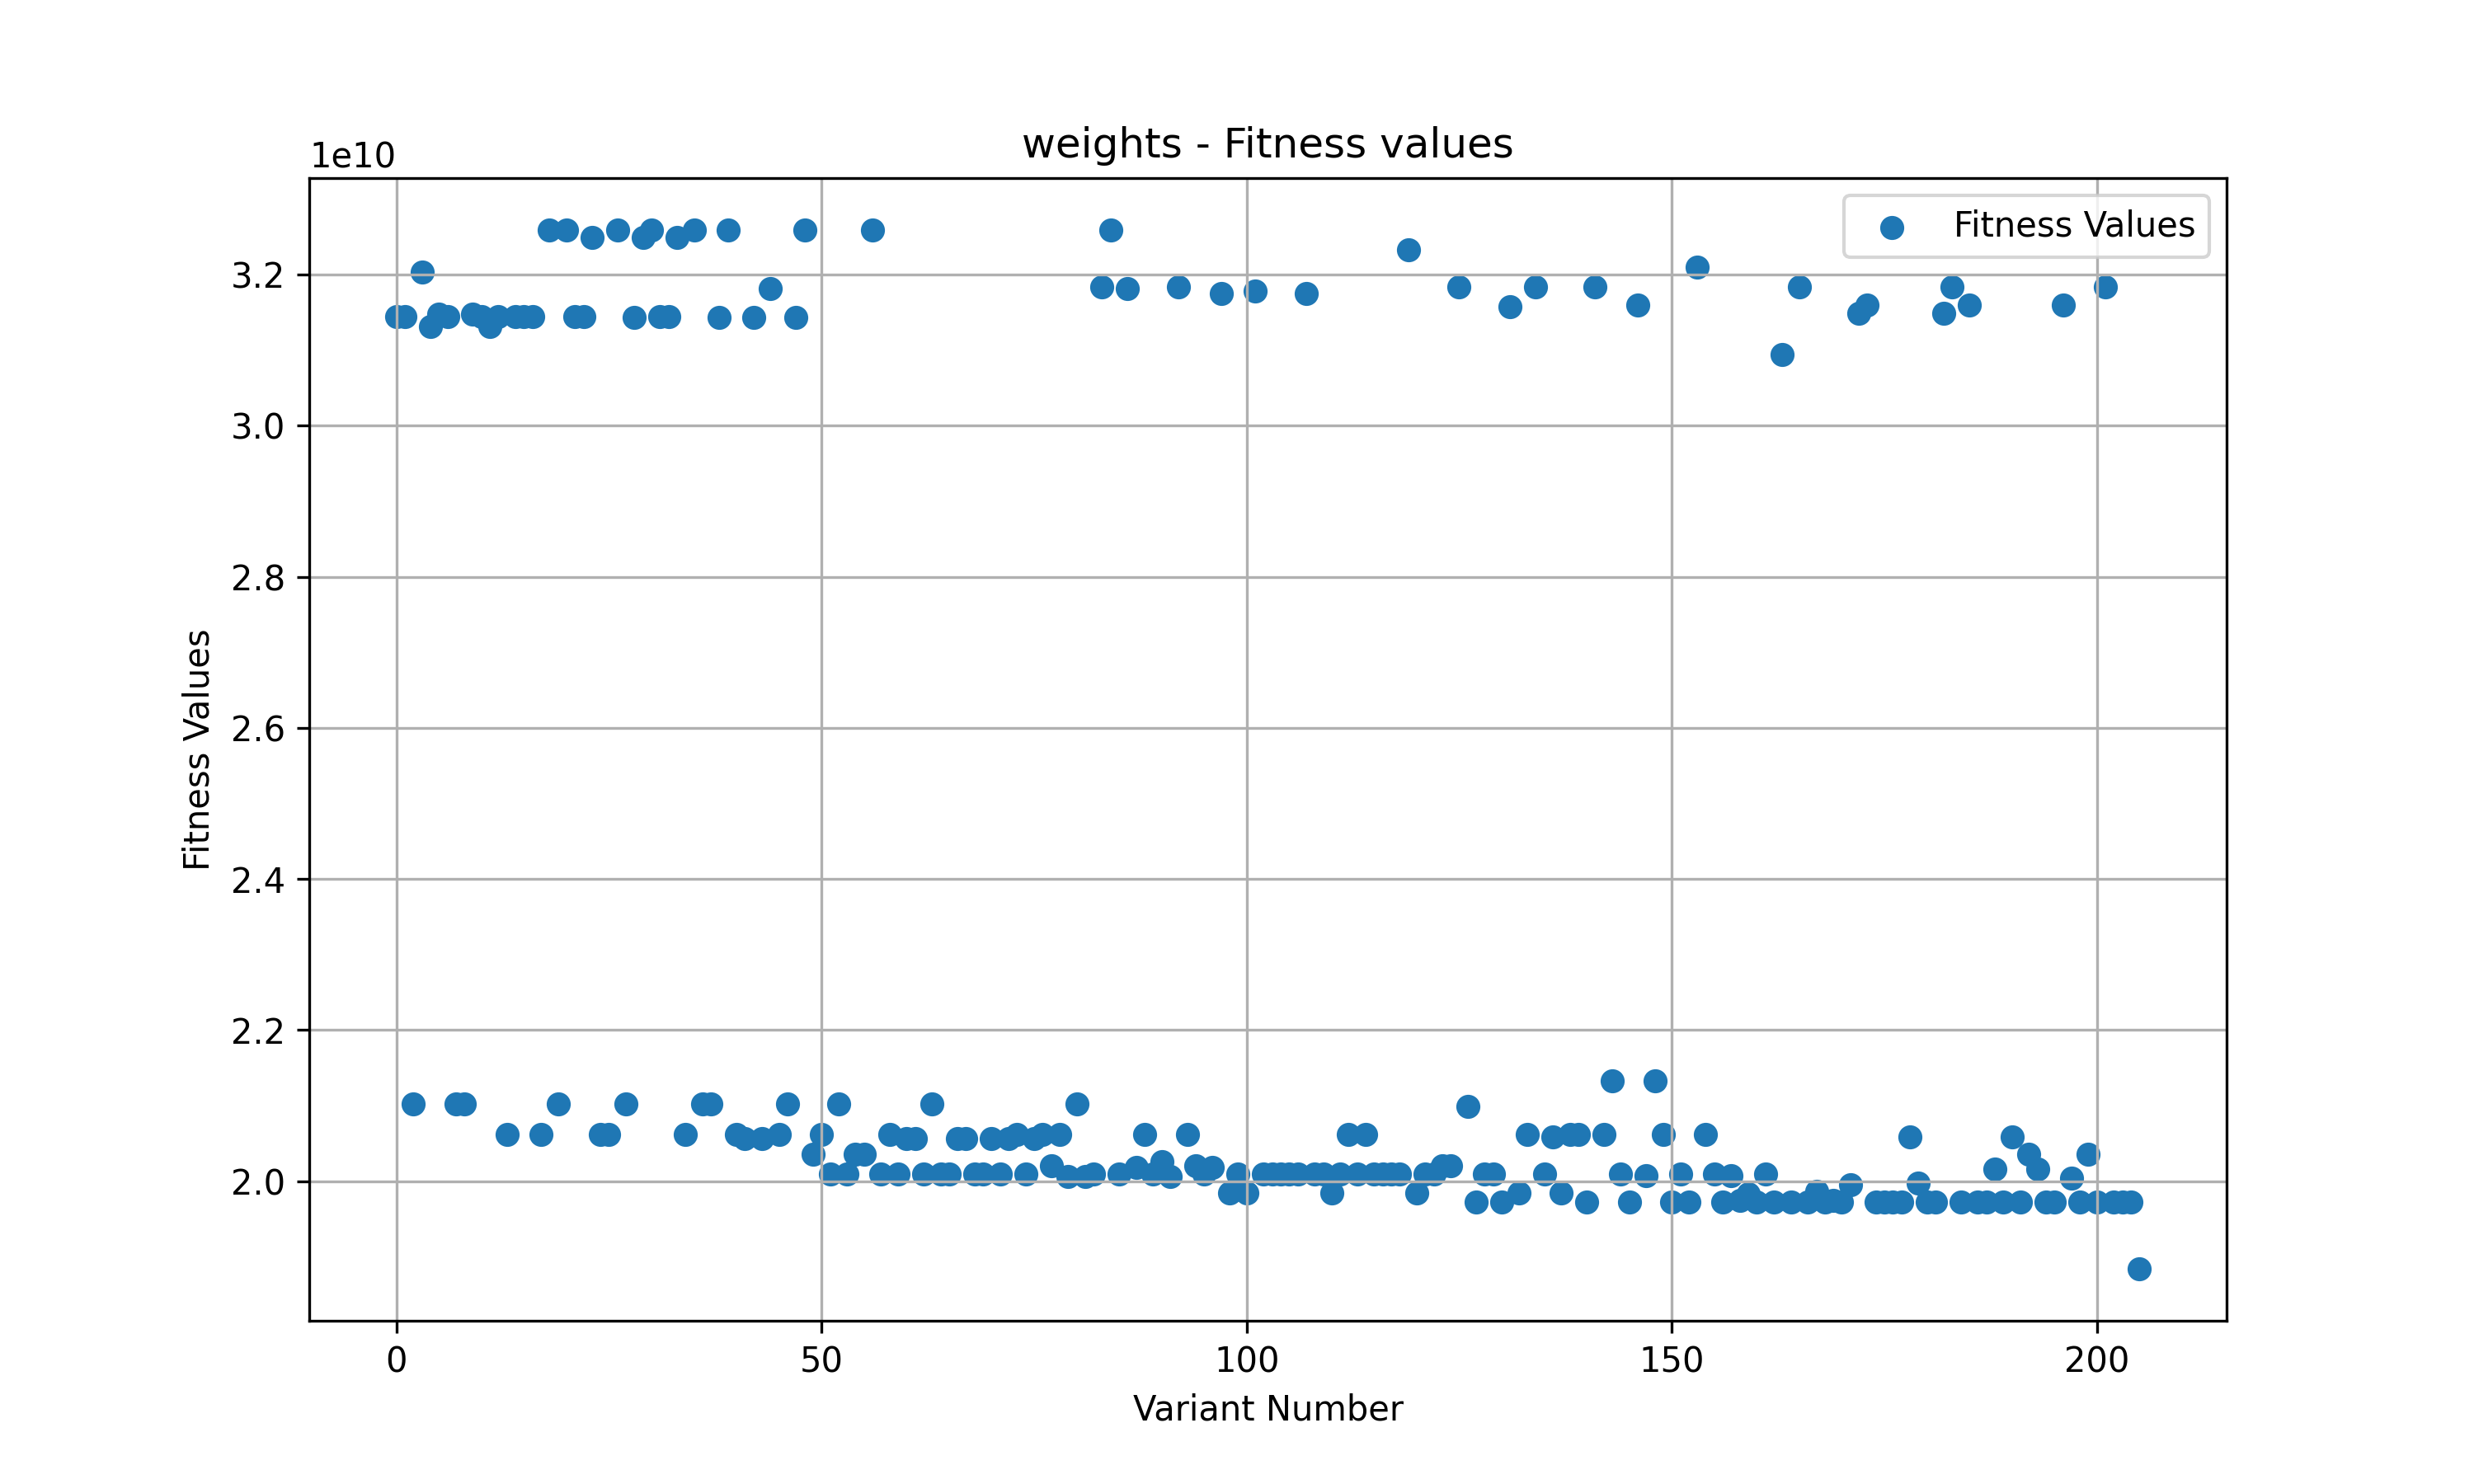 weights - Fitness values
1e10
Fitness Values
3.2
3.0
2.8
2.6
2.4
2.2
2.0
Fitness Values
0 50 100 150 200
Variant Number